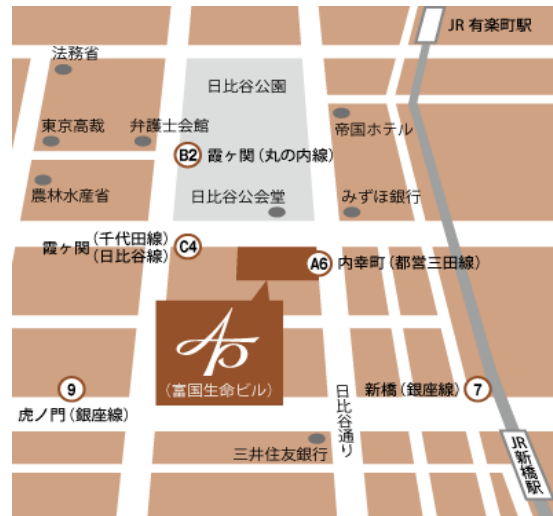 JR 有楽町駅
法務省
日比谷公園
東京高裁
弁護士会館
帝国ホテル
B2 霞ヶ関(丸の内線)
農林水産省
日比谷公会堂
みずほ銀行
霞ヶ関(千代田線)
(日比谷線)
C4
A6 内幸町(都営三田線)
AP
(富国生命ビル)
9
虎ノ門(銀座線)
日比谷通り
新橋(銀座線) 7
三井住友銀行
JR新橋駅